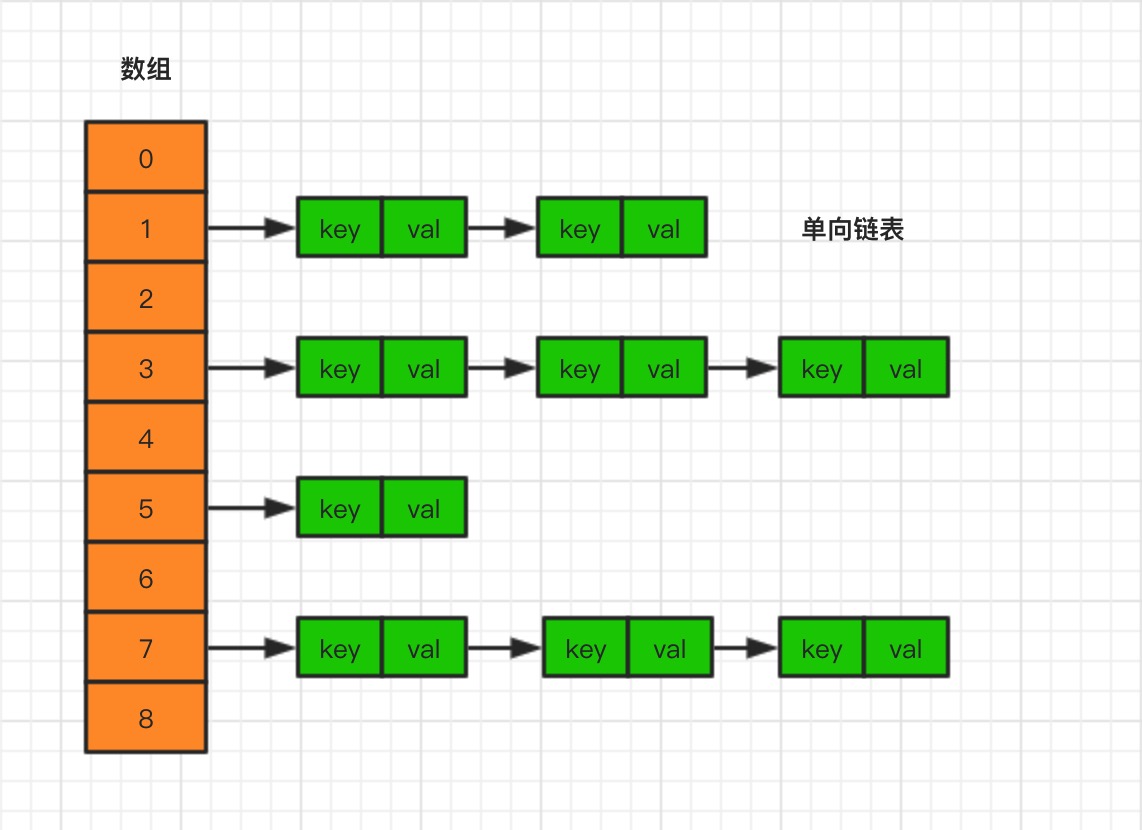 数组
0
1 key val key val 单向链表
2
3 key val key val key val
4
5 key val
6
7 key val key val key val
8